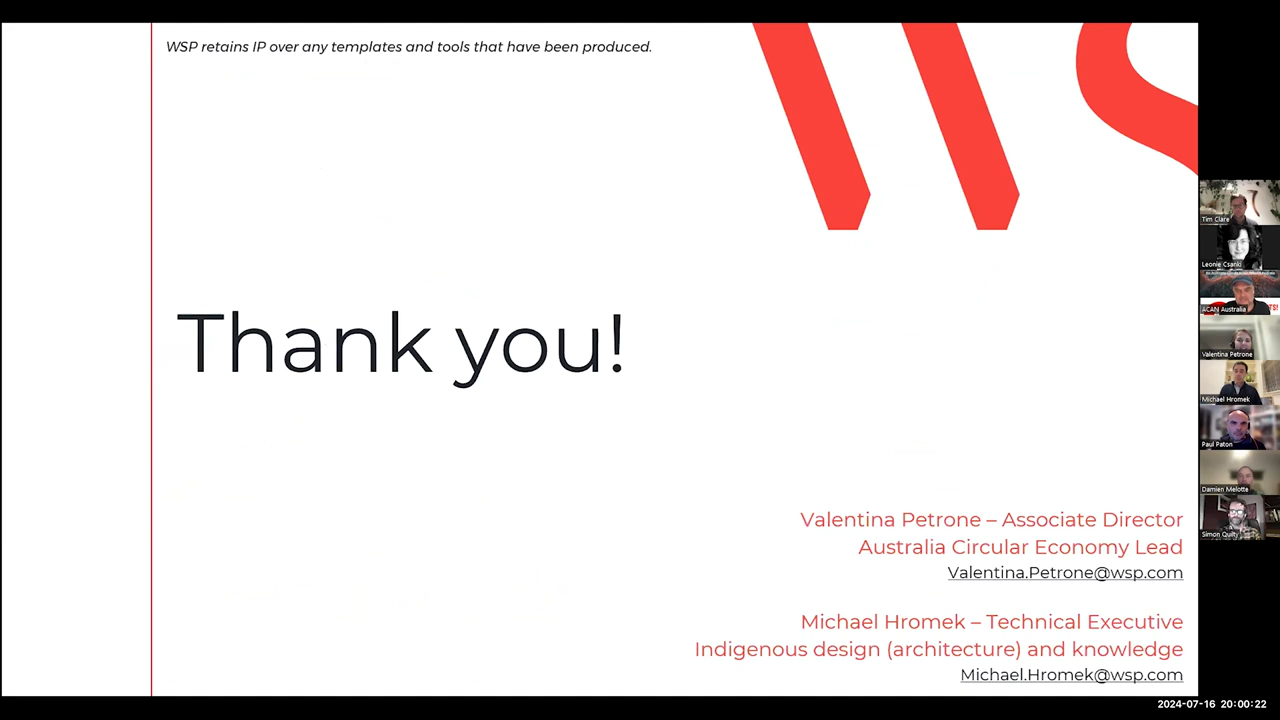 WSP retains IP over any templates and tools that have been produced.
WS
Thank you!
Valentina Petrone – Associate Director
Australia Circular Economy Lead
Valentina.Petrone@wsp.com
Michael Hromek – Technical Executive
Indigenous design (architecture) and knowledge
Michael.Hromek@wsp.com
Tim Clare
Leonie Csanki
ACAN Australia
Valentina Petrone
Michael Hromek
Paul Paton
Damien Melotte
Simon Quilty
2024-07-16 20:00:22